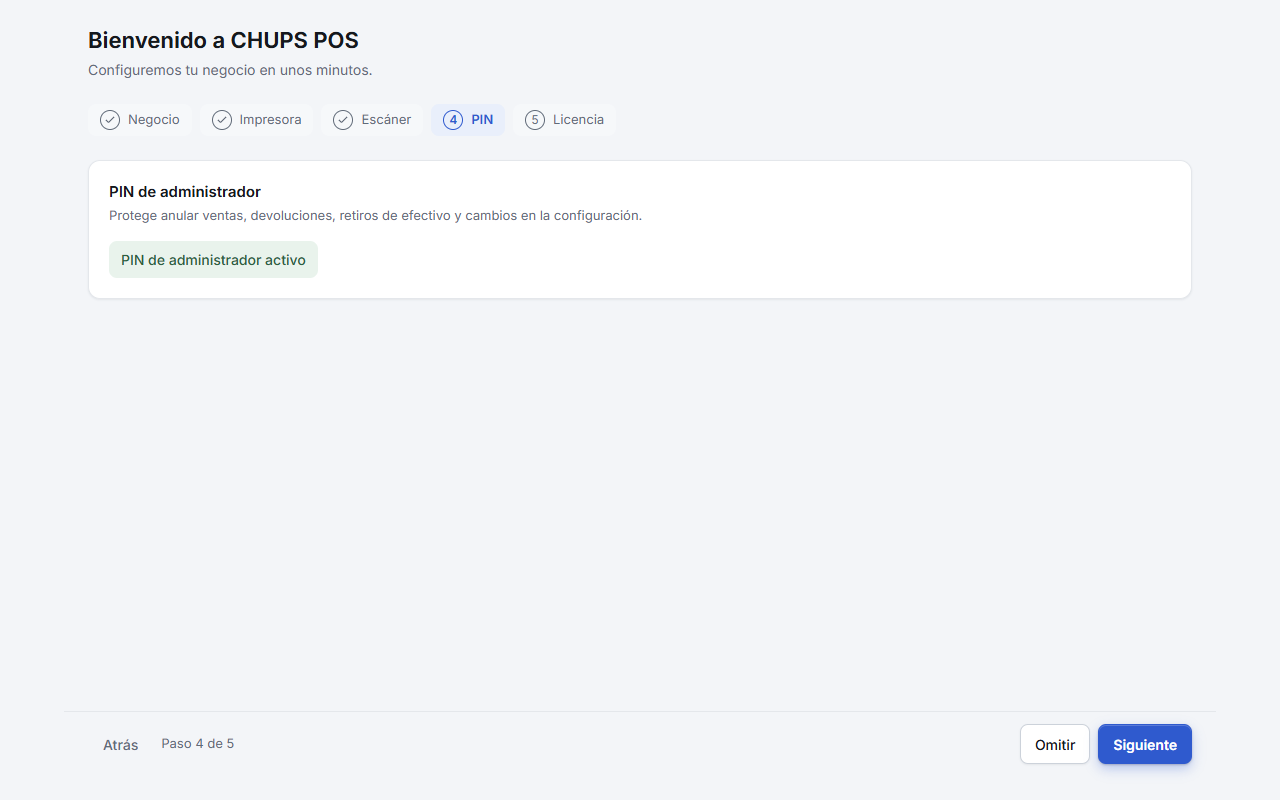 Bienvenido a CHUPS POS
Configuremos tu negocio en unos minutos.
Negocio Impresora Escáner 4 PIN 5 Licencia
PIN de administrador
Protege anular ventas, devoluciones, retiros de efectivo y cambios en la configuración.
PIN de administrador activo
Atrás Paso 4 de 5 Omitir Siguiente